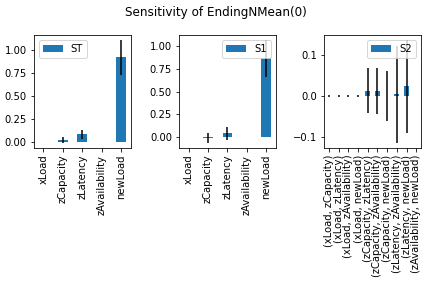 Sensitivity of EndingNMean(0)
ST
1.00
0.75
0.50
0.25
0.00
xLoad
zCapacity
zLatency
zAvailability
newLoad
S1
1.00
0.75
0.50
0.25
0.00
xLoad
zCapacity
zLatency
zAvailability
newLoad
S2
0.1
0.0
−0.1
(xLoad, zCapacity)
(xLoad, zLatency)
(xLoad, zAvailability)
(xLoad, newLoad)
(zCapacity, zLatency)
(zCapacity, zAvailability)
(zCapacity, newLoad)
(zLatency, zAvailability)
(zLatency, newLoad)
(zAvailability, newLoad)